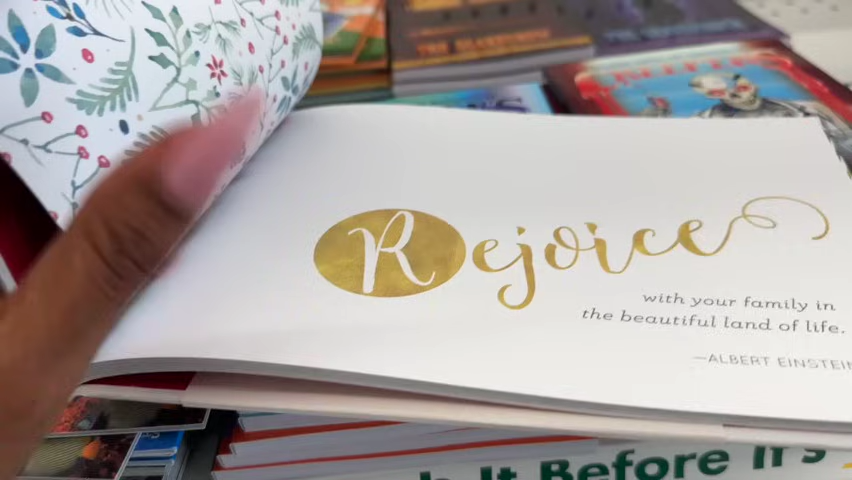 Rejoice
with your family in
the beautiful land of life.
—ALBERT EINSTEIN
It Before It's